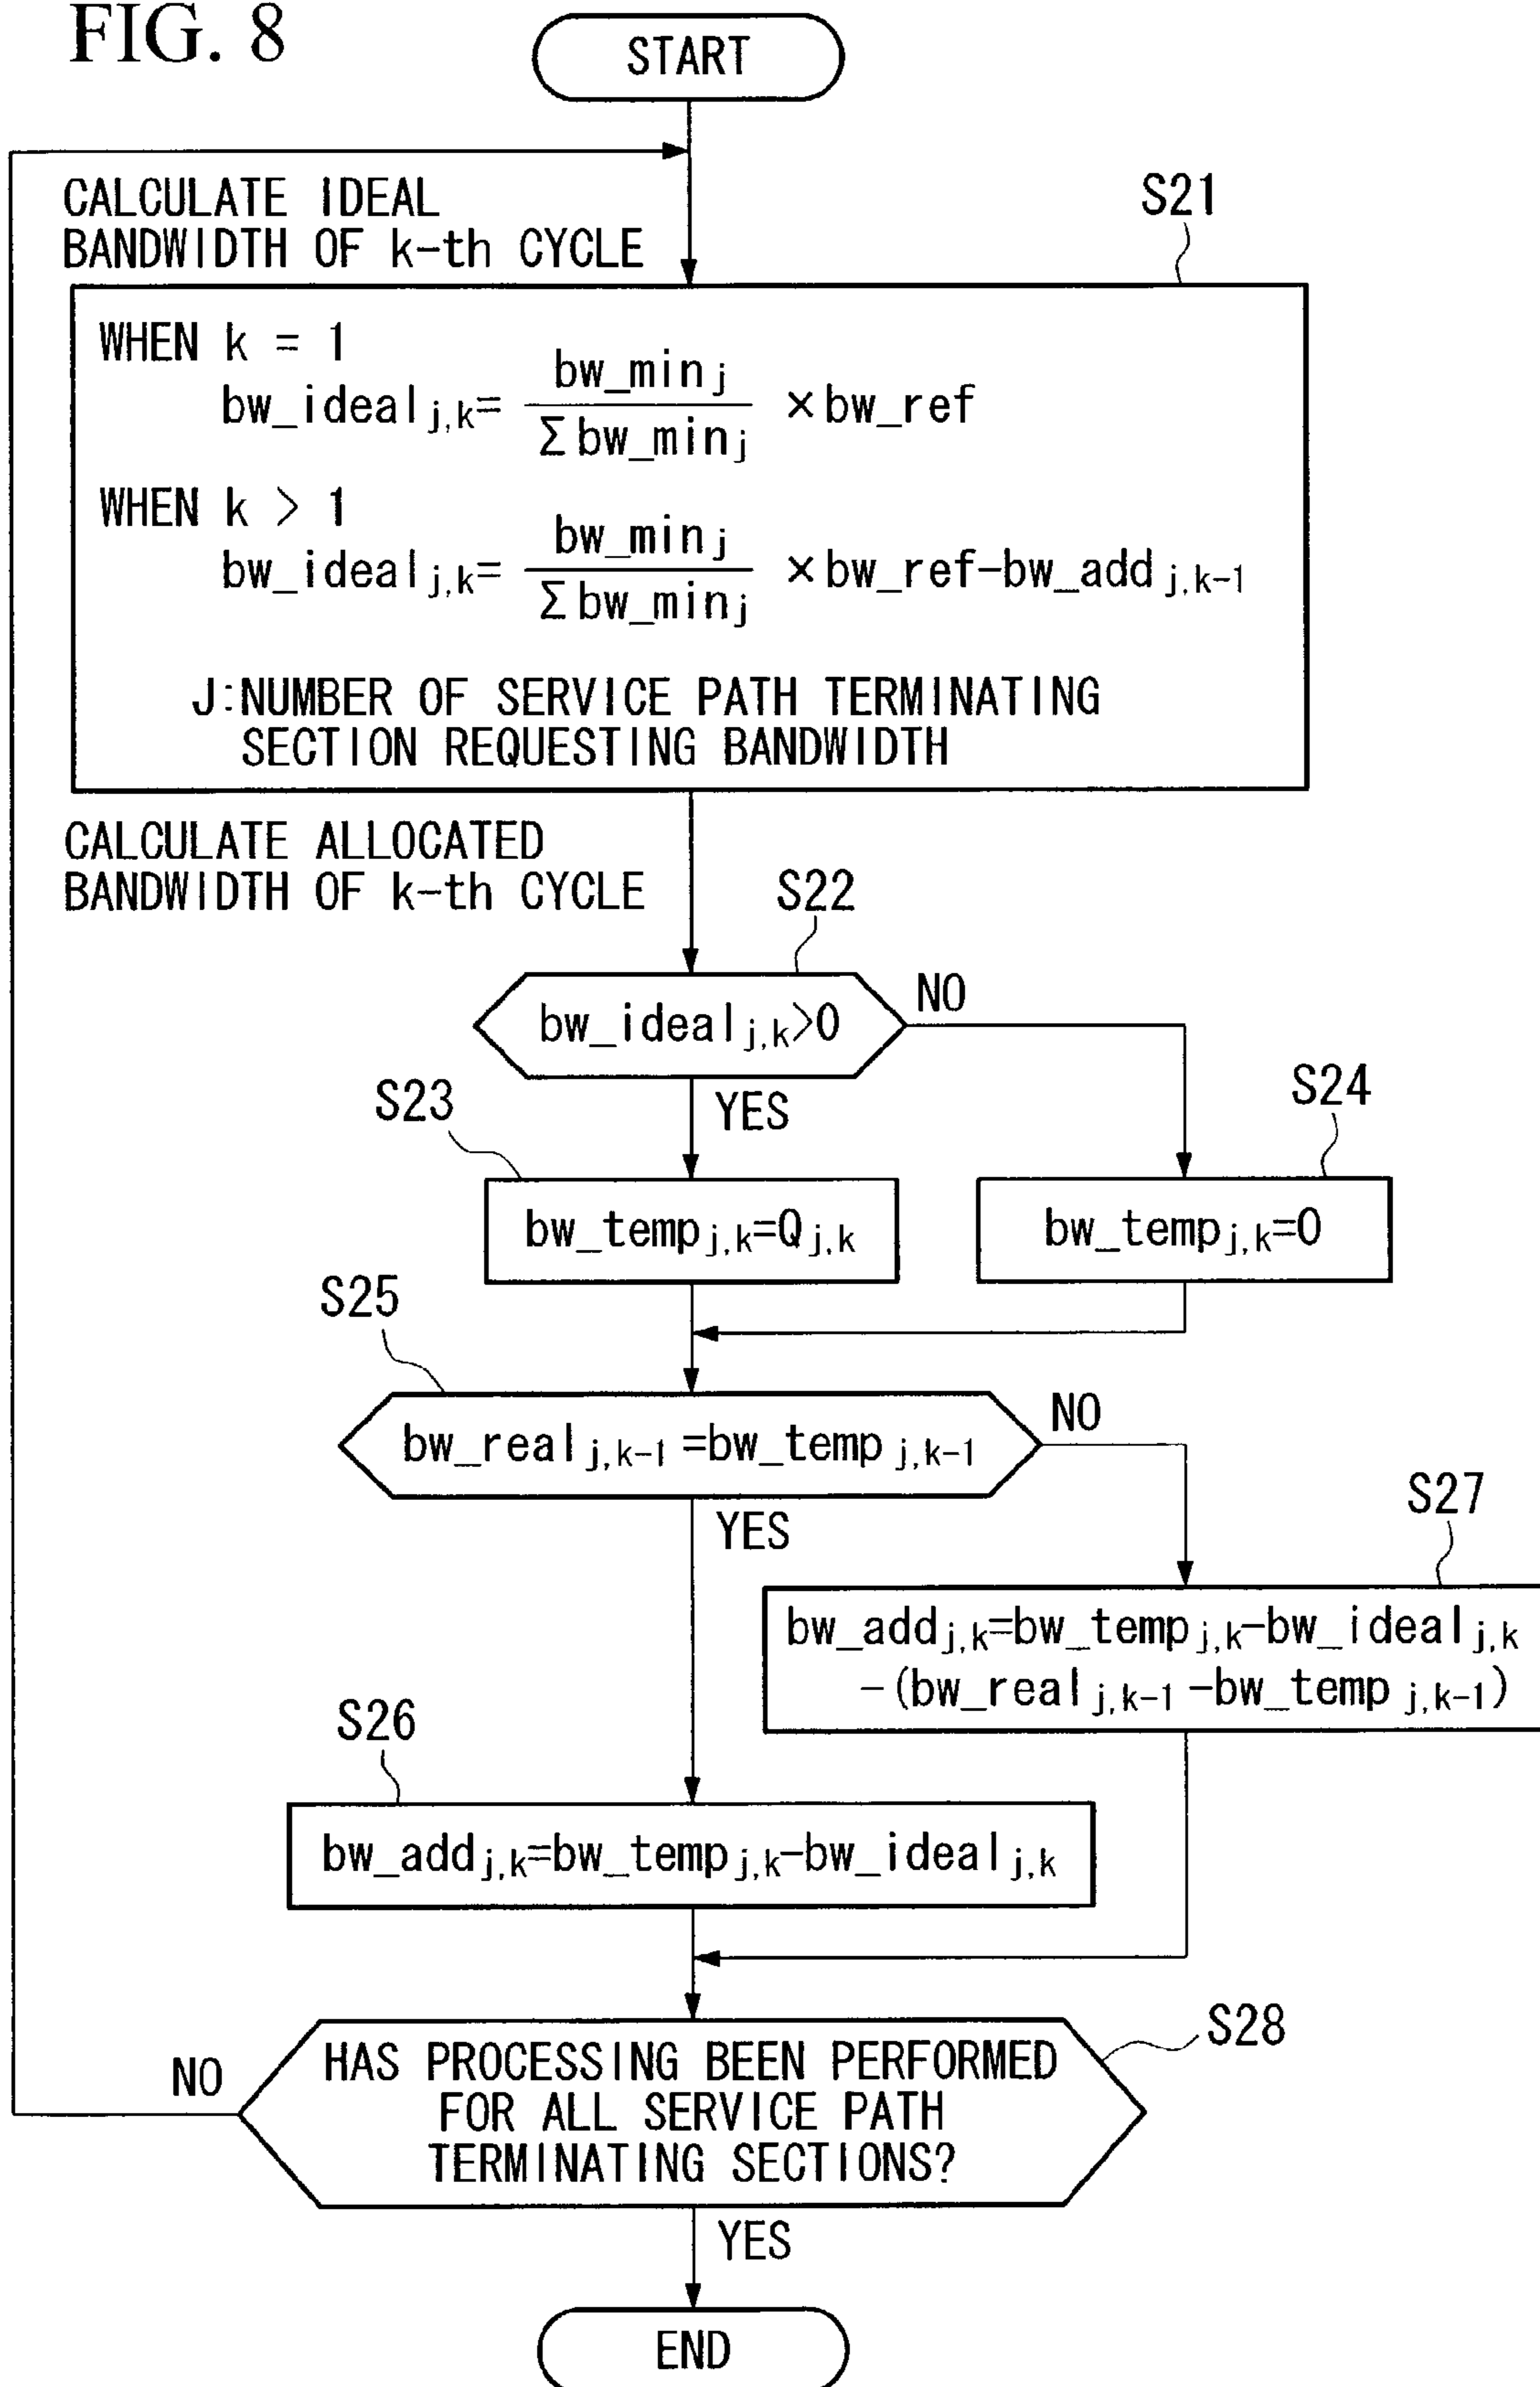 FIG. 8
START
CALCULATE IDEAL
BANDWIDTH OF k-th CYCLE
S21
WHEN k = 1
bw_ideal j,k= bw_min j / Σbw_min j ×bw_ref
WHEN k > 1
bw_ideal j,k= bw_min j / Σbw_min j ×bw_ref-bw_add j,k-1
J:NUMBER OF SERVICE PATH TERMINATING
SECTION REQUESTING BANDWIDTH
CALCULATE ALLOCATED
BANDWIDTH OF k-th CYCLE
S22
bw_ideal j,k>0
NO
YES
S23
S24
bw_temp j,k=Q j,k
bw_temp j,k=0
S25
bw_real j,k-1 =bw_temp j,k-1
NO
YES
S27
bw_add j,k=bw_temp j,k-bw_ideal j,k
-(bw_real j,k-1 -bw_temp j,k-1)
S26
bw_add j,k=bw_temp j,k-bw_ideal j,k
S28
NO
HAS PROCESSING BEEN PERFORMED
FOR ALL SERVICE PATH
TERMINATING SECTIONS?
YES
END